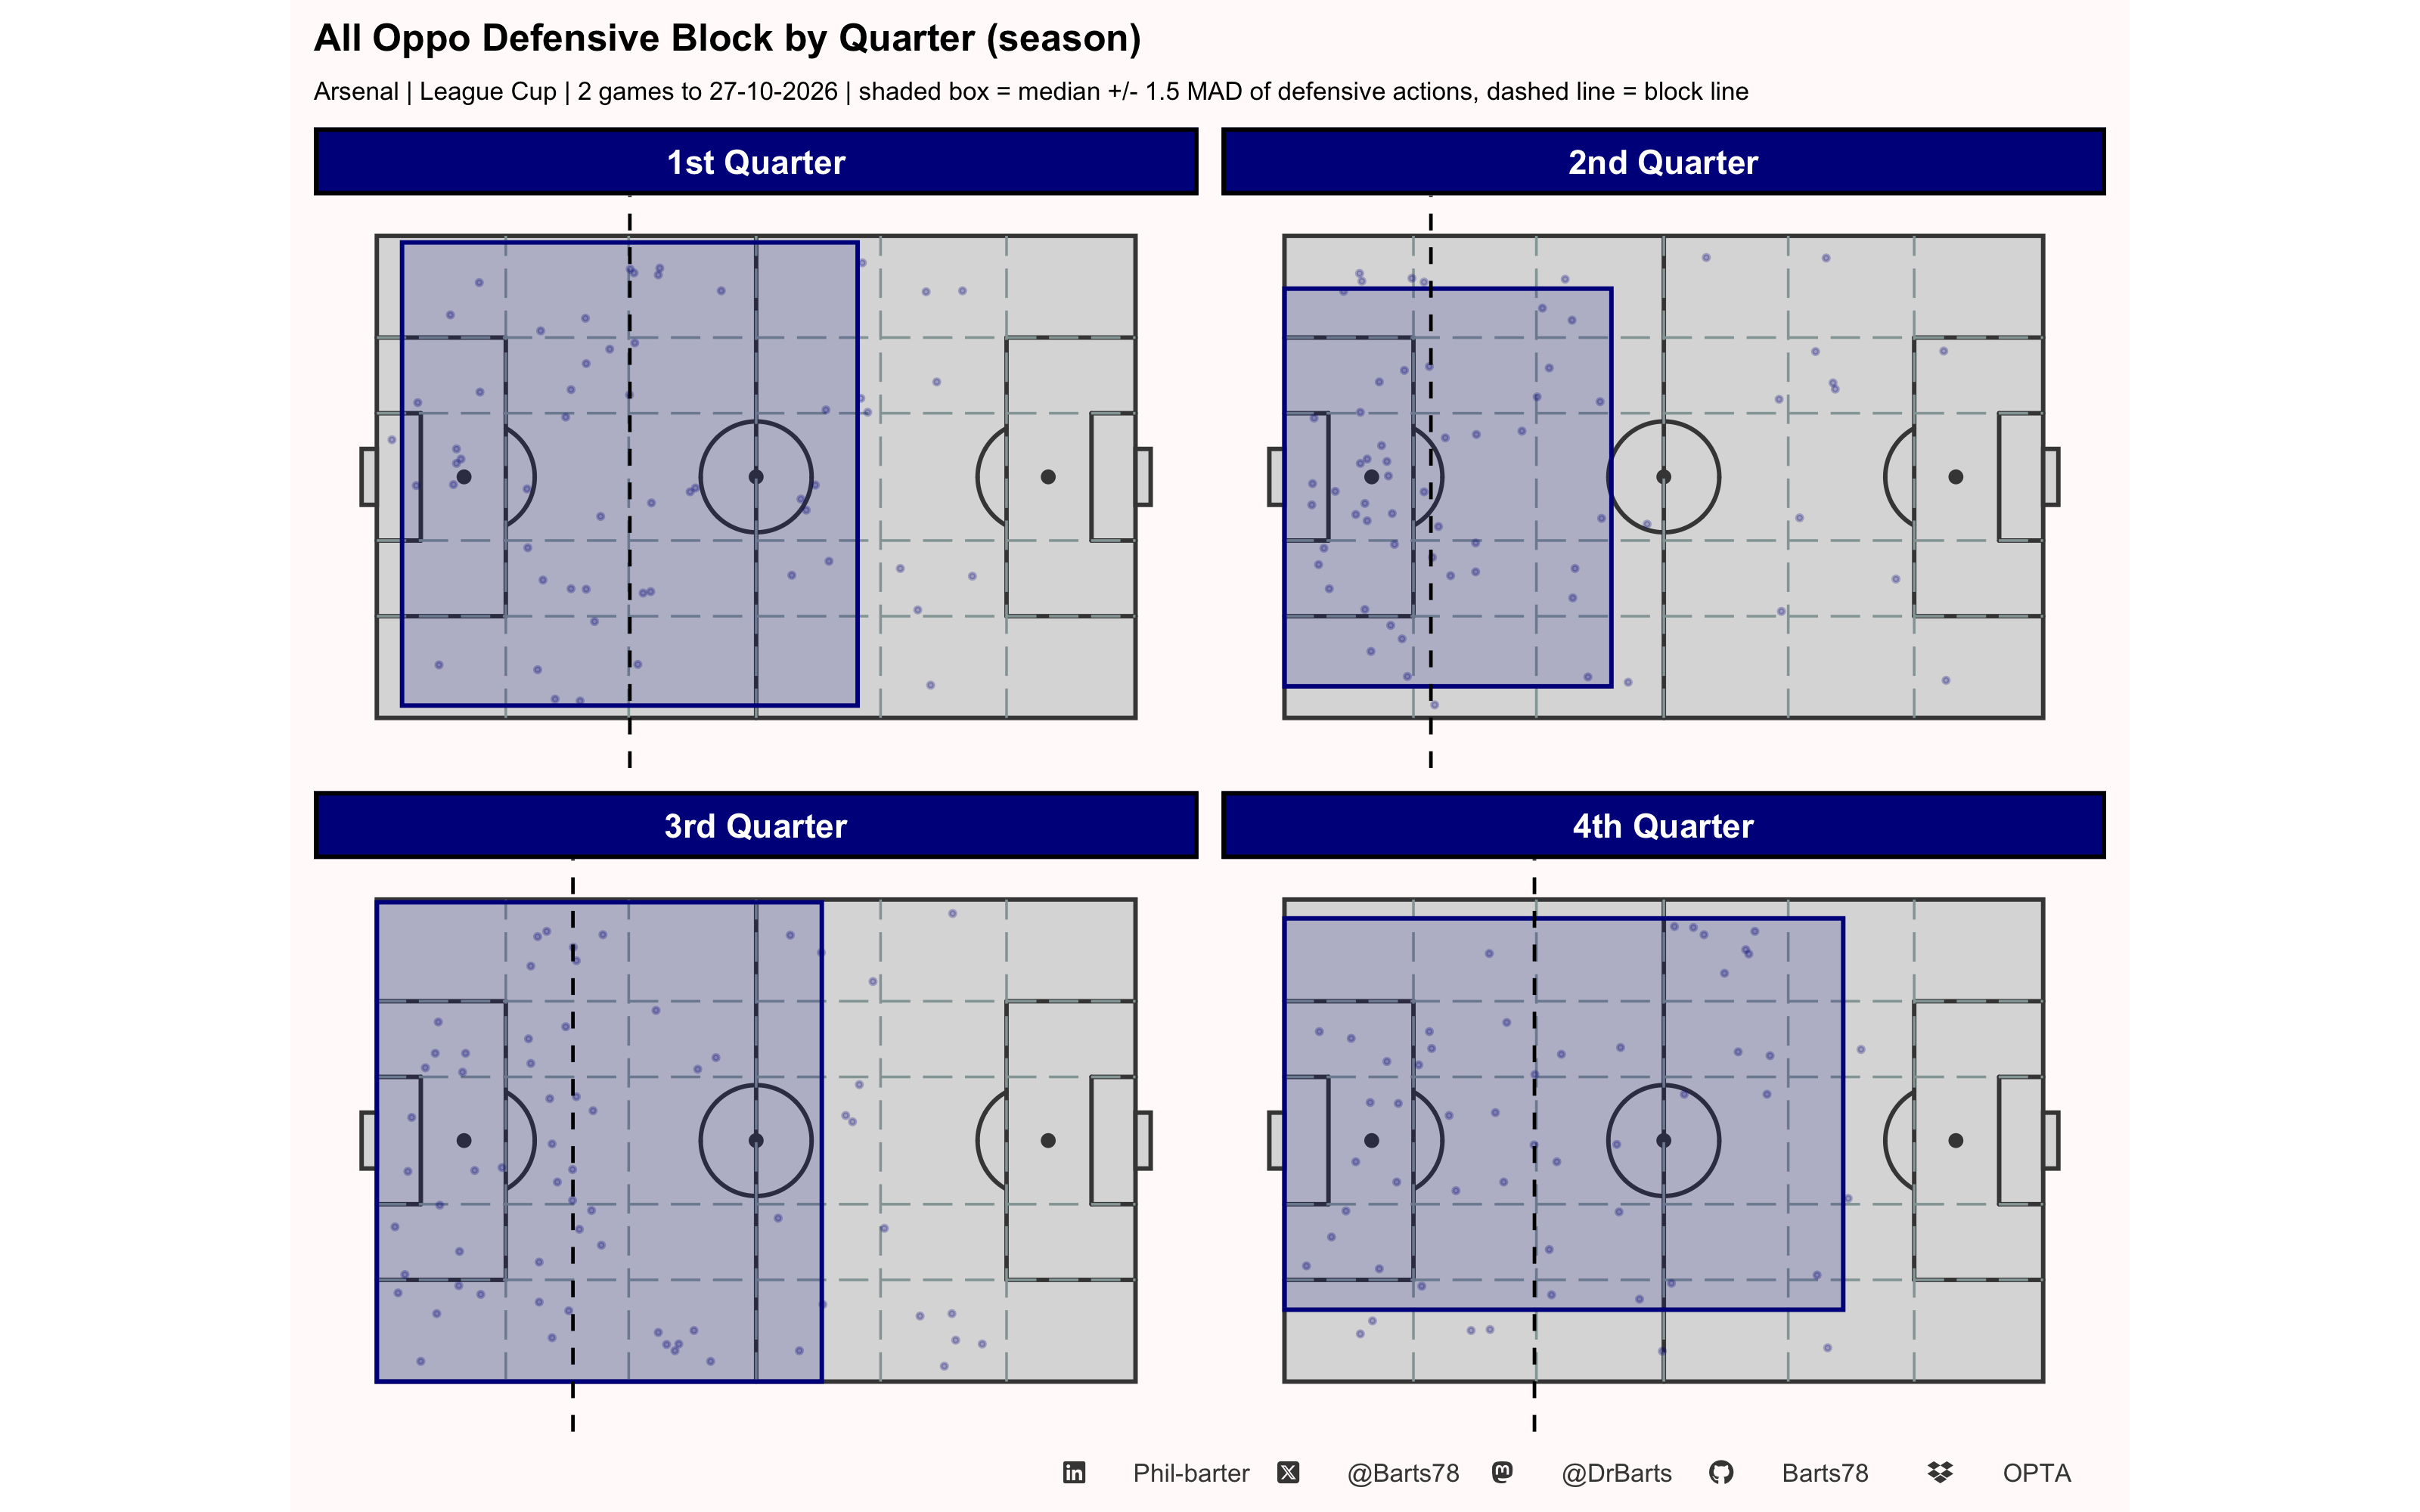 All Oppo Defensive Block by Quarter (season)
Arsenal | League Cup | 2 games to 27-10-2026 | shaded box = median +/- 1.5 MAD of defensive actions, dashed line = block line
1st Quarter
2nd Quarter
3rd Quarter
4th Quarter
Phil-barter @Barts78 @DrBarts Barts78 OPTA